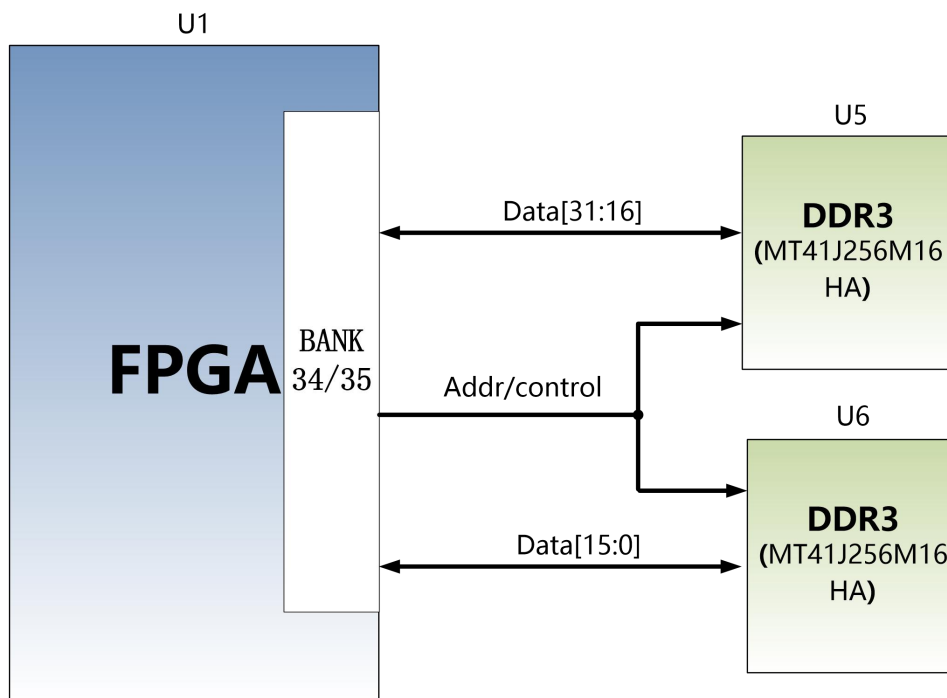 U1
FPGA
BANK
34/35
Data[31:16]
Addr/control
Data[15:0]
U5
DDR3
(MT41J256M16
HA)
U6
DDR3
(MT41J256M16
HA)